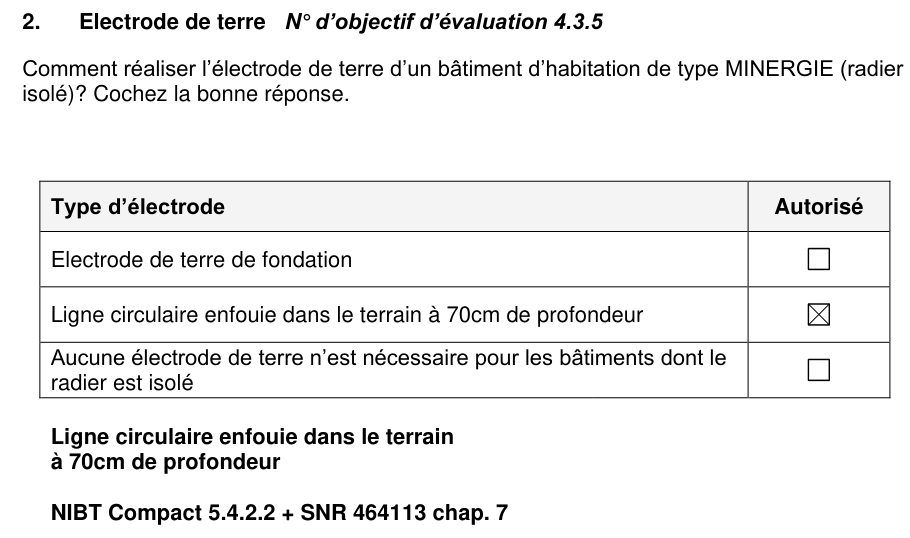 2. Electrode de terre N° d’objectif d’évaluation 4.3.5
Comment réaliser l’électrode de terre d’un bâtiment d’habitation de type MINERGIE (radier
isolé)? Cochez la bonne réponse.
Type d’électrode Autorisé
Electrode de terre de fondation
Ligne circulaire enfouie dans le terrain à 70cm de profondeur
Aucune électrode de terre n’est nécessaire pour les bâtiments dont le
radier est isolé
Ligne circulaire enfouie dans le terrain
à 70cm de profondeur
NIBT Compact 5.4.2.2 + SNR 464113 chap. 7